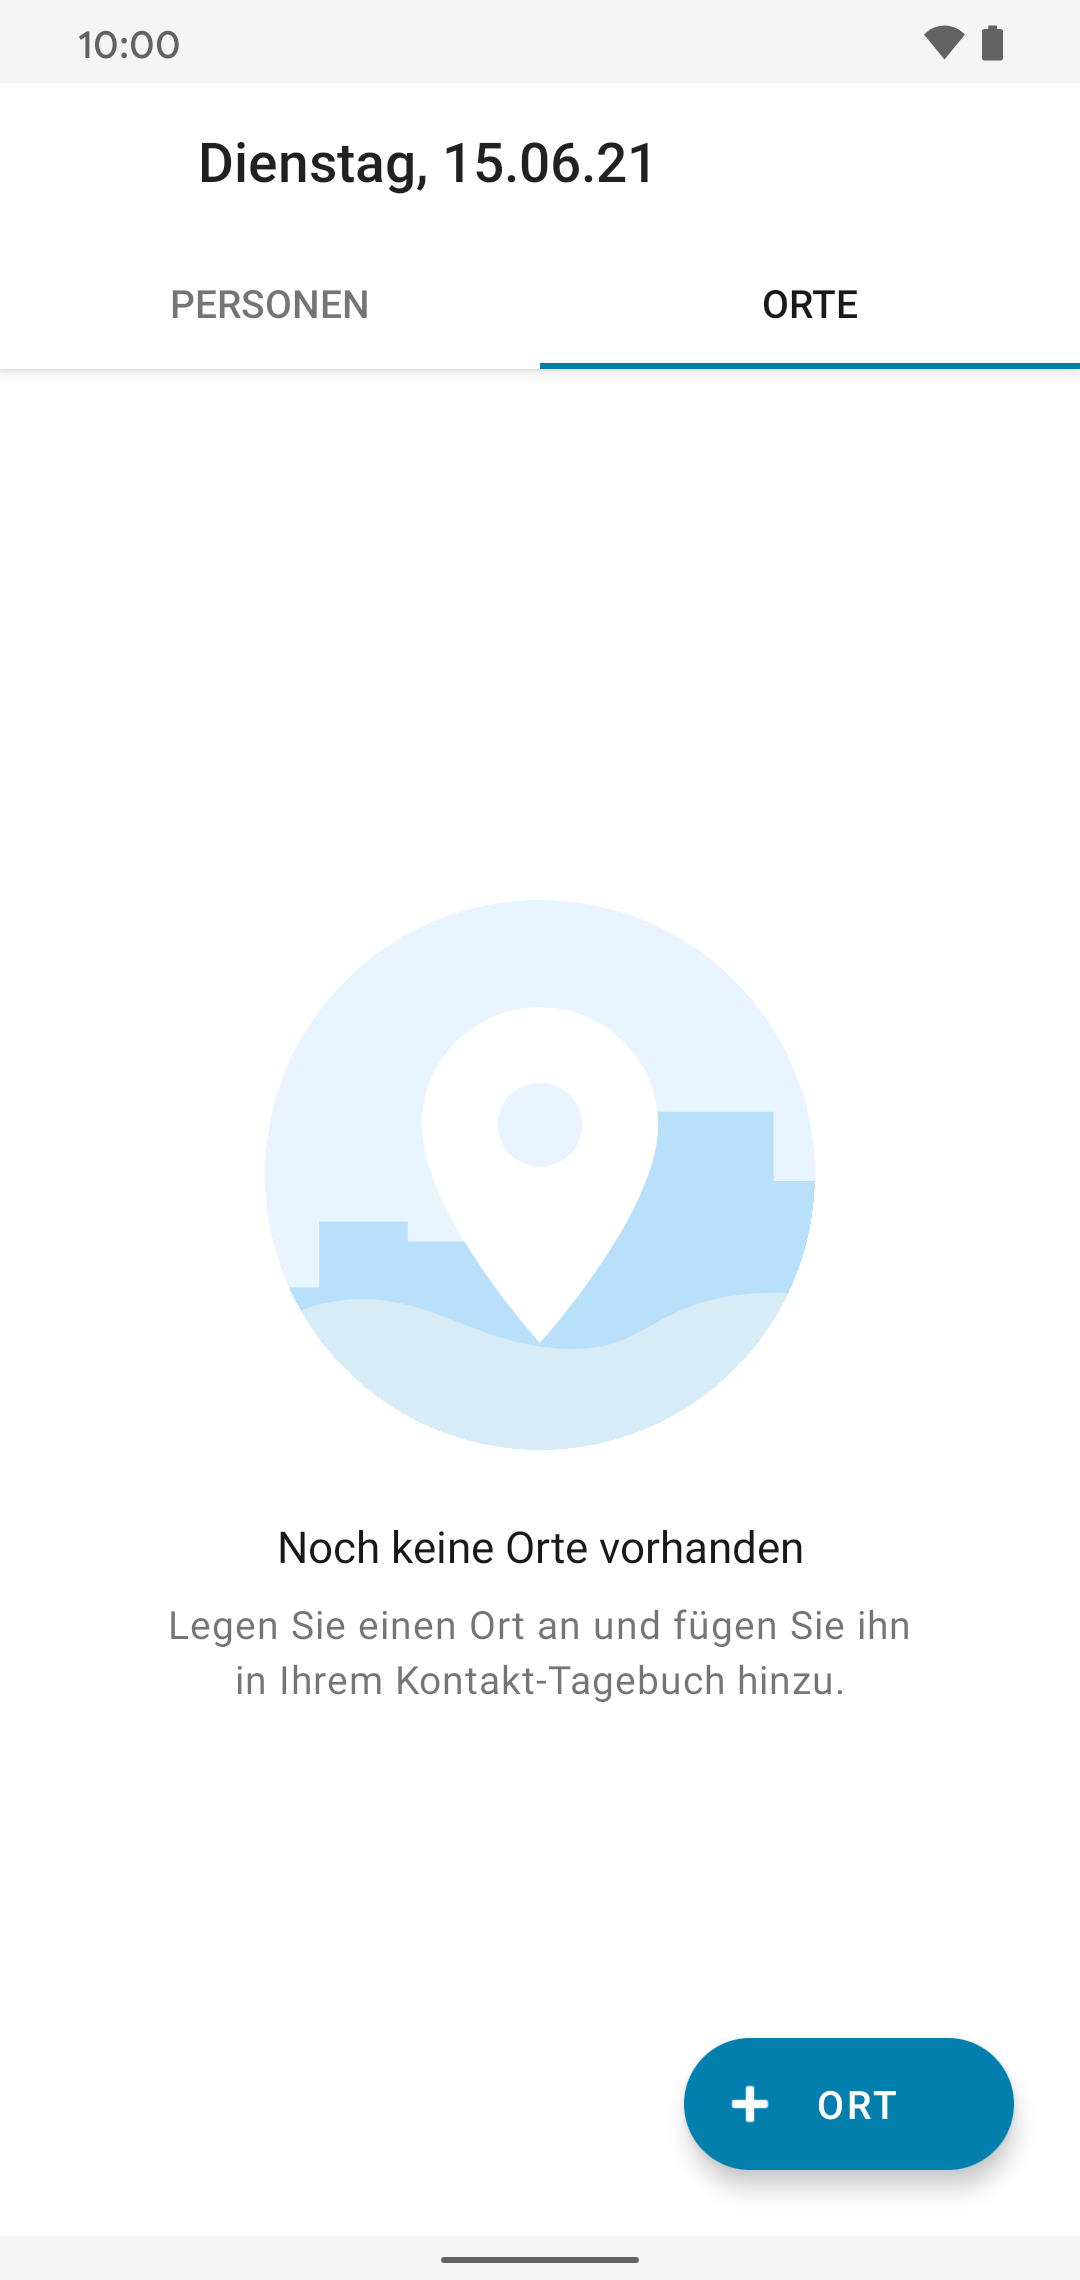 10:00
Dienstag, 15.06.21
PERSONEN
ORTE
Noch keine Orte vorhanden
Legen Sie einen Ort an und fügen Sie ihn
in Ihrem Kontakt-Tagebuch hinzu.
ORT